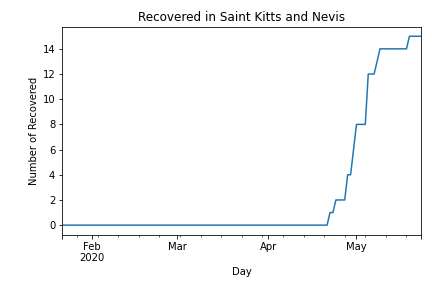 Recovered in Saint Kitts and Nevis
Number of Recovered
14
12
10
8
6
4
2
0
Feb
2020
Mar
Apr
May
Day